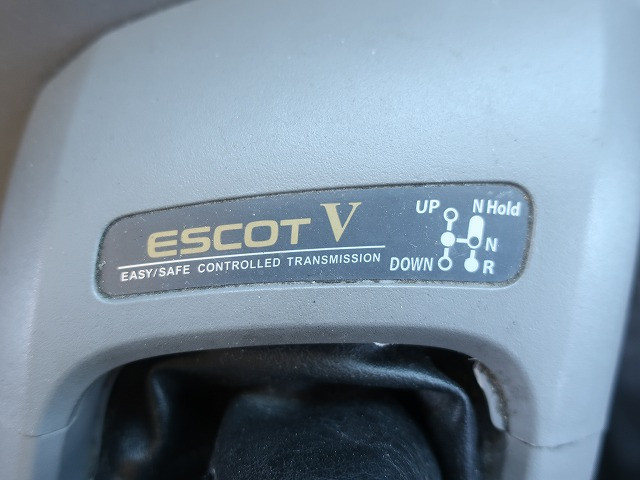 ESCOT V
EASY/SAFE CONTROLLED TRANSMISSION
UP N Hold
N
DOWN R